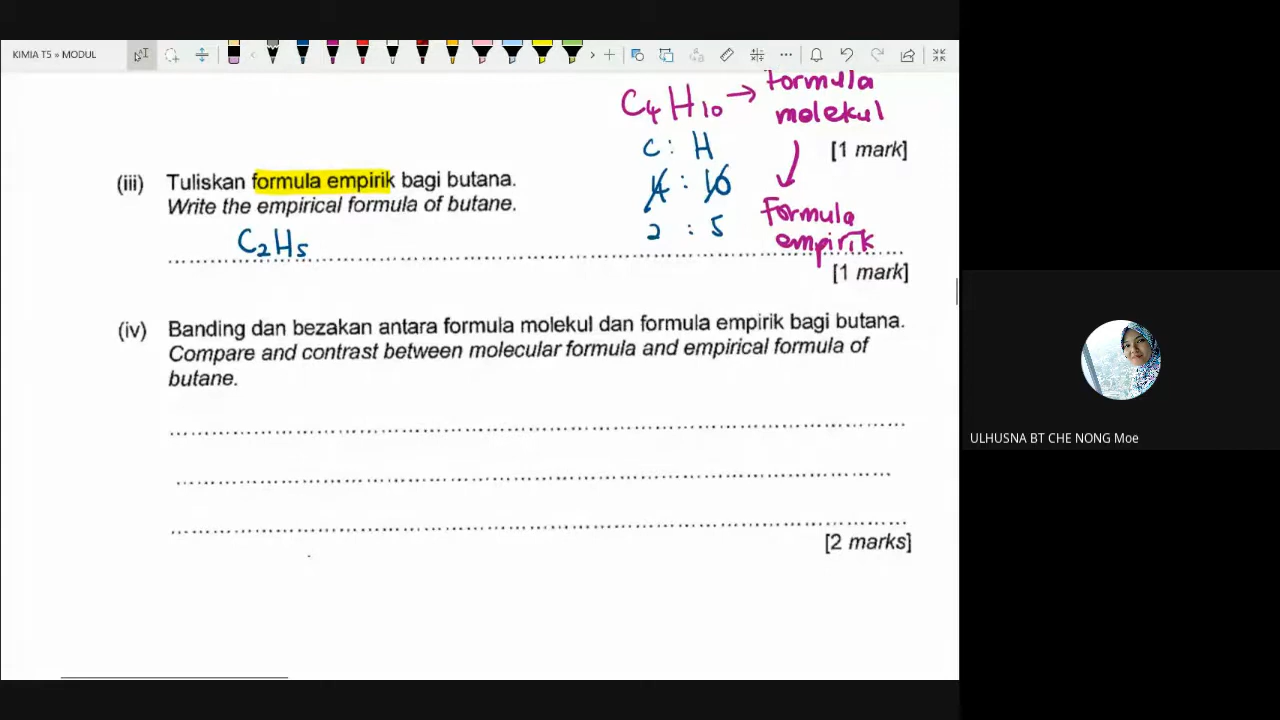 KIMIA T5 » MODUL
C4H10 → Formula
molekul
C : H
[1 mark]
4 : 10
2 : 5
Formula
empirik
(iii) Tuliskan formula empirik bagi butana.
Write the empirical formula of butane.
C2H5
[1 mark]
(iv) Banding dan bezakan antara formula molekul dan formula empirik bagi butana.
Compare and contrast between molecular formula and empirical formula of
butane.
[2 marks]
ULHUSNA BT CHE NONG Moe